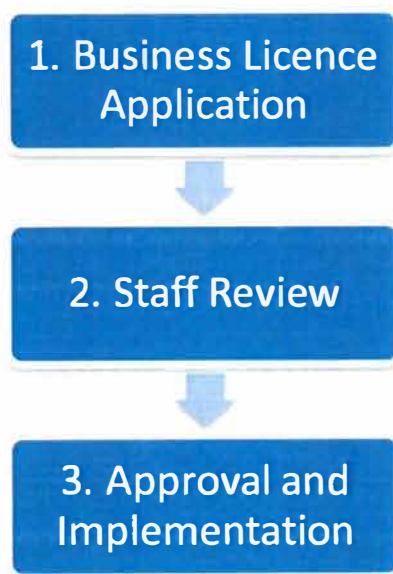 1. Business Licence
Application
2. Staff Review
3. Approval and
Implementation